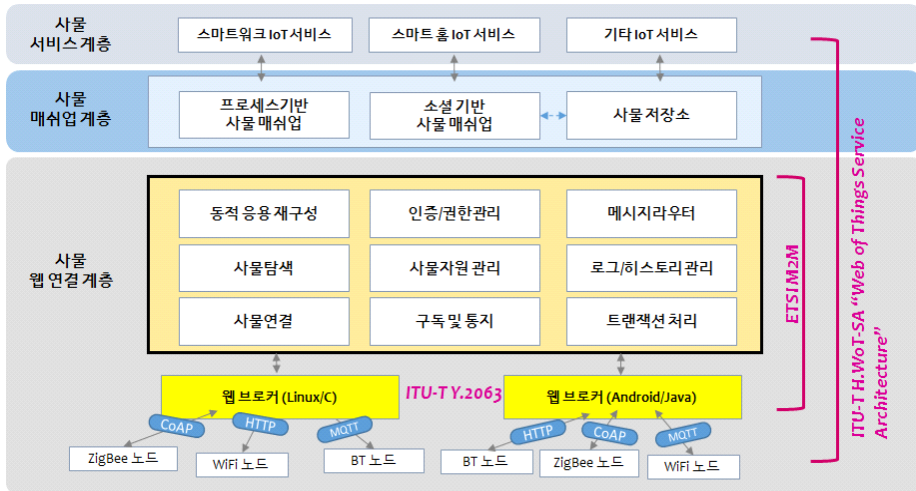 사물
서비스 계층
스마트워크 IoT 서비스
스마트 홈 IoT 서비스
기타 IoT 서비스
사물
매쉬업 계층
프로세스기반
사물 매쉬업
소셜 기반
사물 매쉬업
사물 저장소
사물
웹 연결 계층
동적 응용 재구성
인증/권한관리
메시지라우터
사물탐색
사물자원 관리
로그/히스토리 관리
사물연결
구독 및 통지
트랜잭션 처리
웹 브로커 (Linux/C)
ITU-T Y.2063
웹 브로커 (Android/Java)
CoAP
HTTP
MQTT
HTTP
CoAP
MQTT
ZigBee 노드
WiFi 노드
BT 노드
BT 노드
ZigBee 노드
WiFi 노드
ETSI M2M
ITU-T H.WoT-SA “Web of Things Service
Architecture”